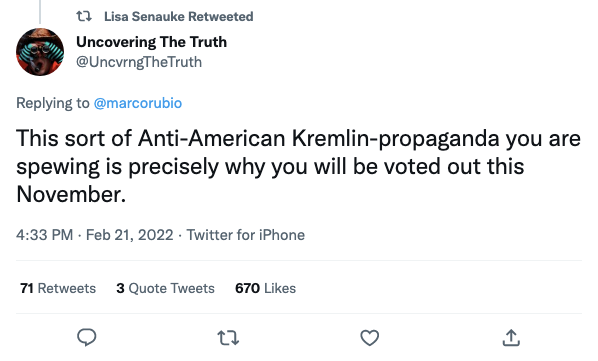 Lisa Senauke Retweeted
Uncovering The Truth
@UncvrngTheTruth
Replying to @marcorubio
This sort of Anti-American Kremlin-propaganda you are
spewing is precisely why you will be voted out this
November.
4:33 PM · Feb 21, 2022 · Twitter for iPhone
71 Retweets 3 Quote Tweets 670 Likes